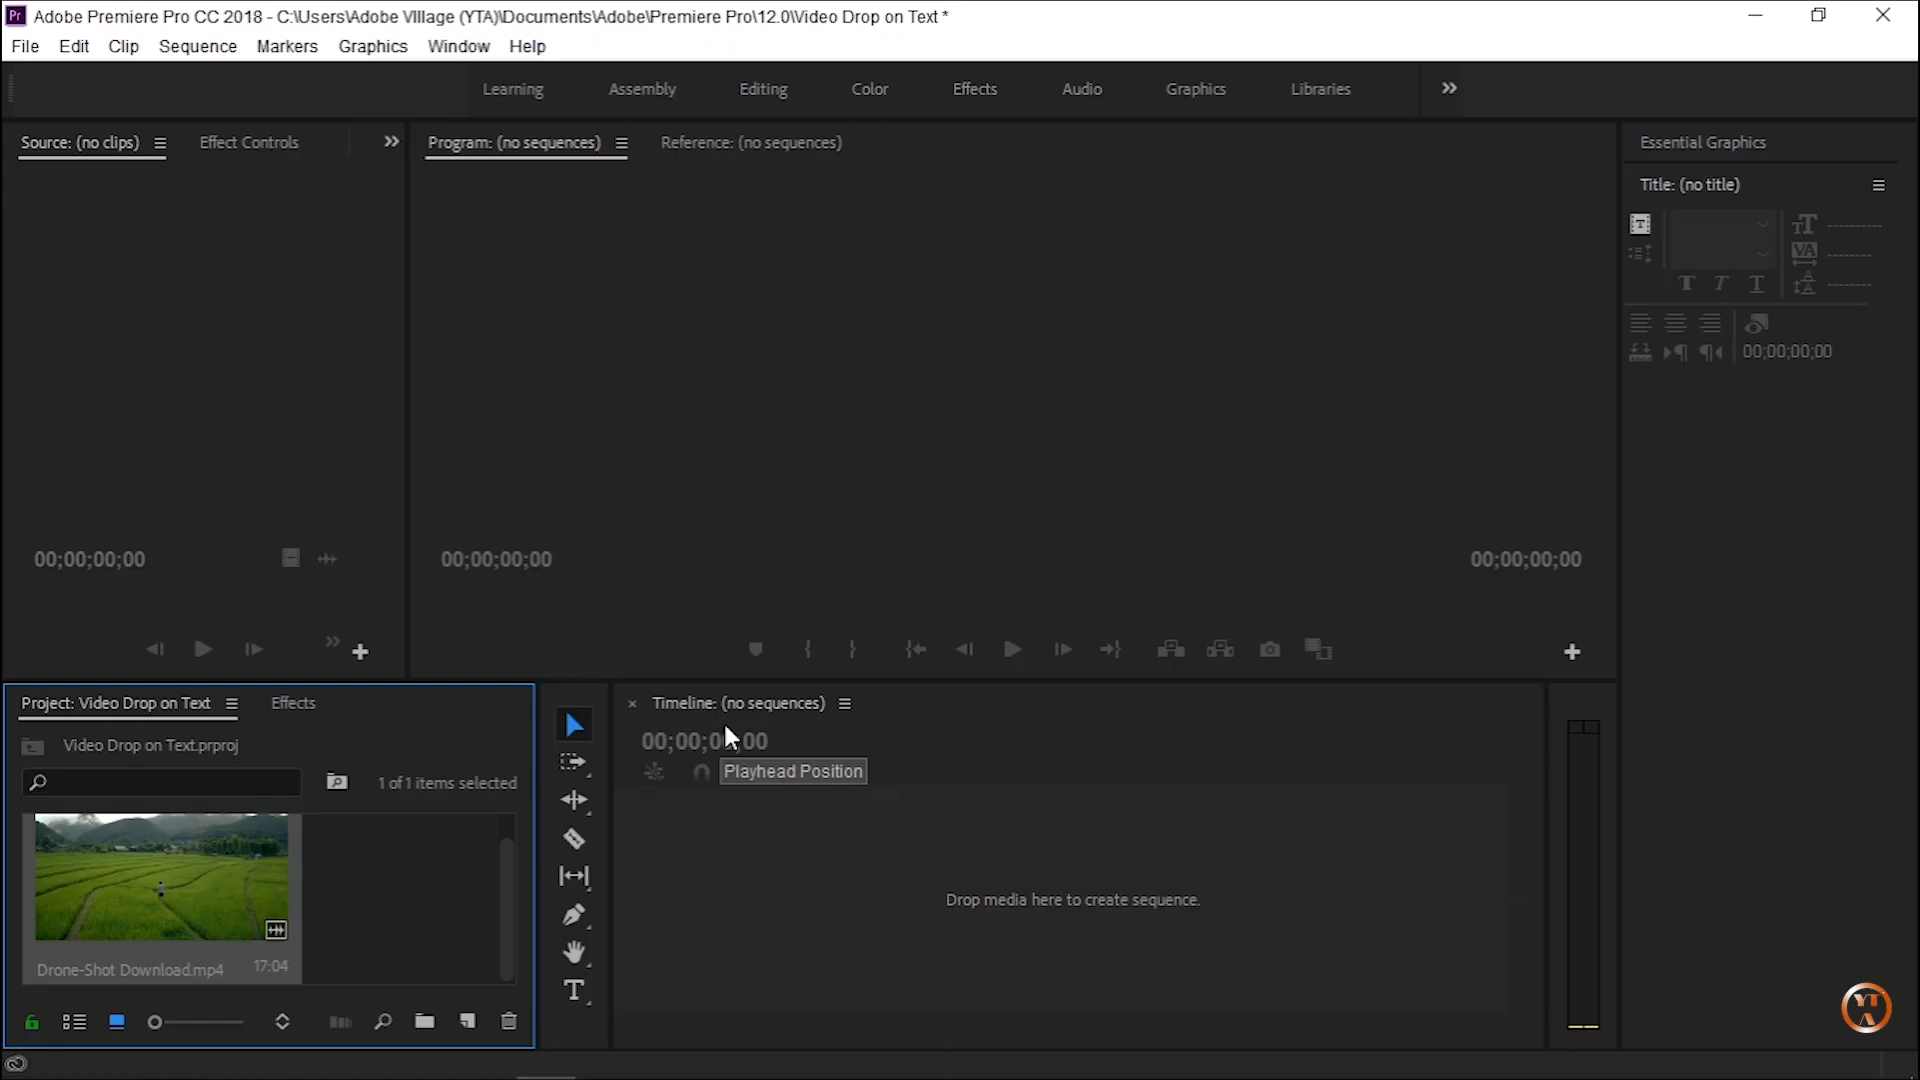 Adobe Premiere Pro CC 2018 - C:\Users\Adobe VIllage (YTA)\Documents\Adobe\Premiere Pro\12.0\Video Drop on Text *
File Edit Clip Sequence Markers Graphics Window Help
Learning Assembly Editing Color Effects Audio Graphics Libraries
Source: (no clips) Effect Controls
Program: (no sequences) Reference: (no sequences)
Essential Graphics
Title: (no title)
00;00;00;00
00;00;00;00
00;00;00;00
00;00;00;00
Project: Video Drop on Text Effects
Video Drop on Text.prproj
1 of 1 items selected
Drone-Shot Download.mp4 17:04
Timeline: (no sequences)
Playhead Position
Drop media here to create sequence.
YTA